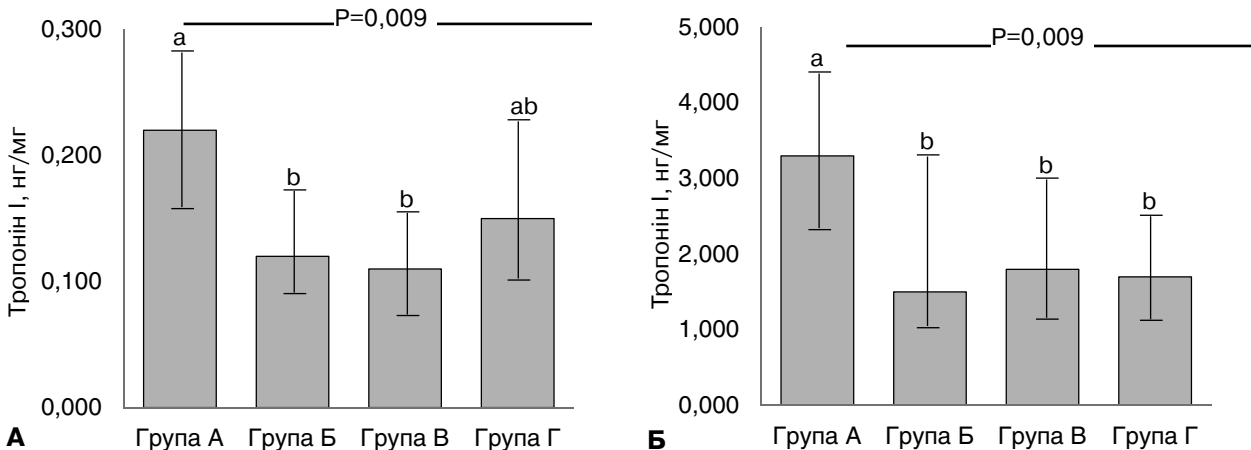 P=0,009
0,300
0,200
0,100
0,000
Тропонін І, нг/мг
a
b
b
ab
Група А
Група Б
Група В
Група Г
А
P=0,009
5,000
4,000
3,000
2,000
1,000
0,000
Тропонін І, нг/мг
a
b
b
b
Група А
Група Б
Група В
Група Г
Б